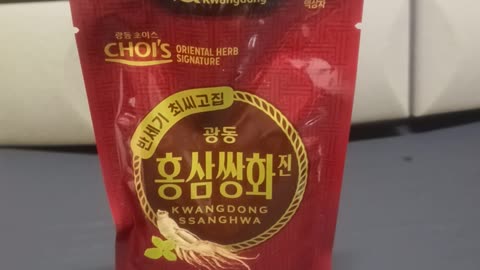 Kwangdong
광동 초이스
CHOI's
ORIENTAL HERB
SIGNATURE
반세기 최씨고집
광동
홍삼쌍화진
KWANGDONG
SSANGHWA